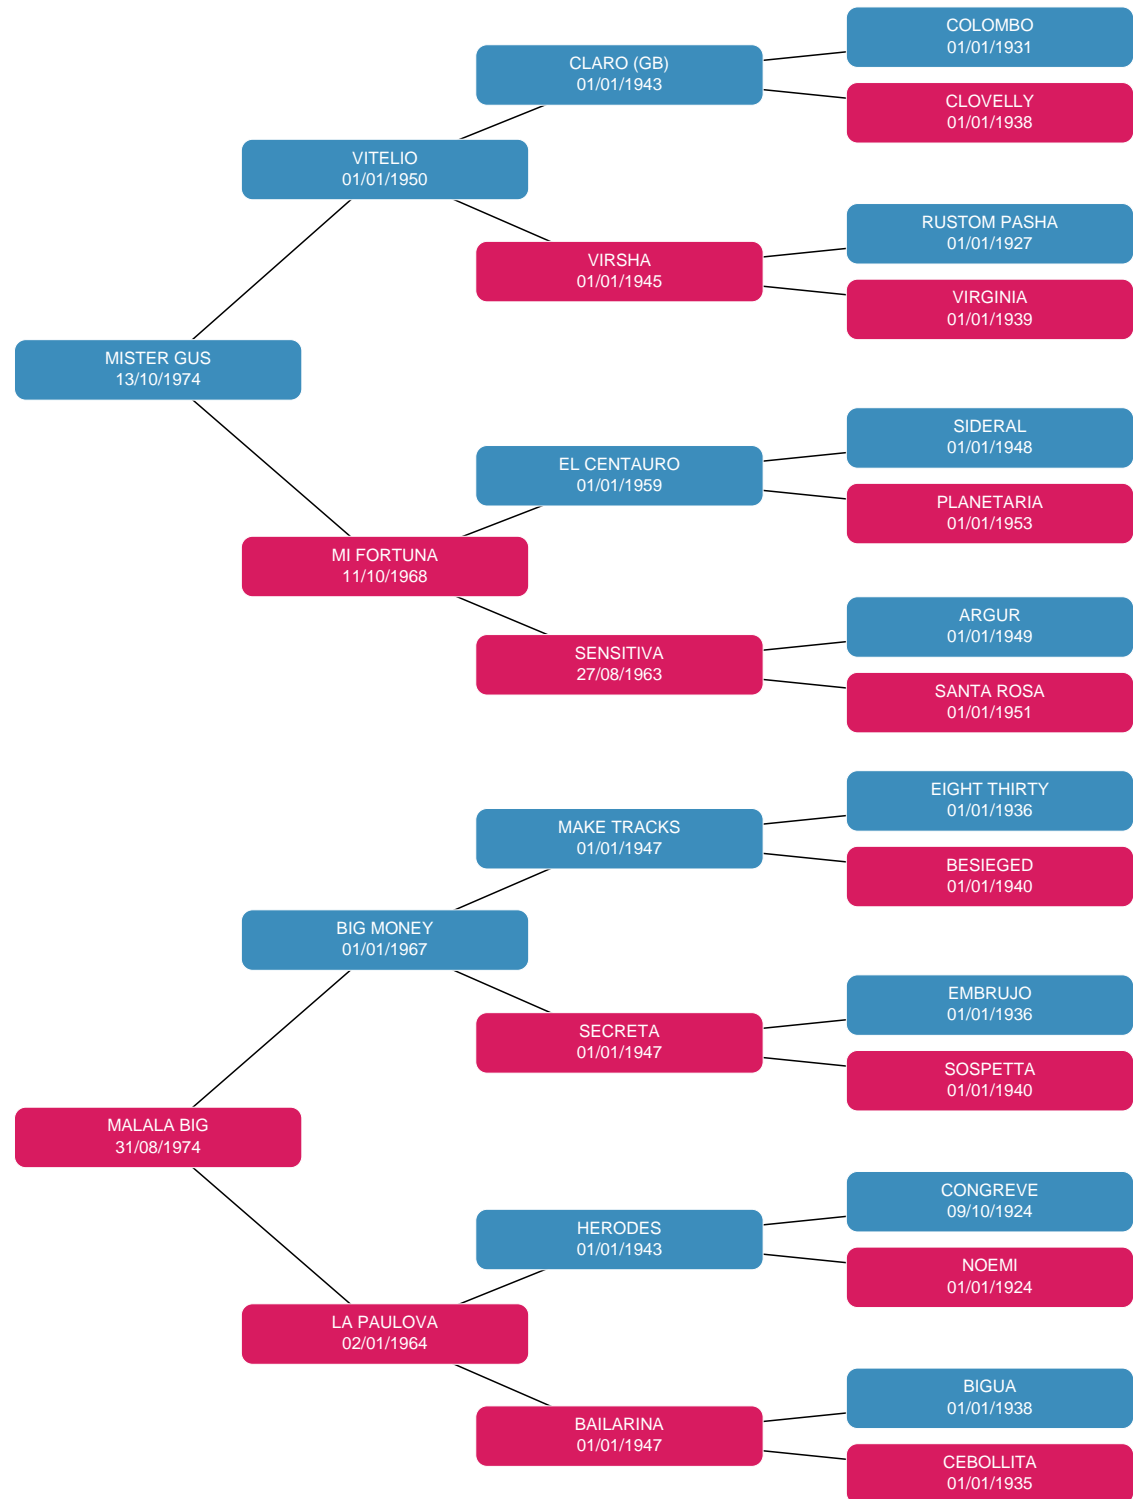 COLOMBO
01/01/1931
CLARO (GB)
01/01/1943
CLOVELLY
01/01/1938
VITELIO
01/01/1950
RUSTOM PASHA
01/01/1927
VIRSHA
01/01/1945
VIRGINIA
01/01/1939
MISTER GUS
13/10/1974
SIDERAL
01/01/1948
EL CENTAURO
01/01/1959
PLANETARIA
01/01/1953
MI FORTUNA
11/10/1968
ARGUR
01/01/1949
SENSITIVA
27/08/1963
SANTA ROSA
01/01/1951
EIGHT THIRTY
01/01/1936
MAKE TRACKS
01/01/1947
BESIEGED
01/01/1940
BIG MONEY
01/01/1967
EMBRUJO
01/01/1936
SECRETA
01/01/1947
SOSPETTA
01/01/1940
MALALA BIG
31/08/1974
CONGREVE
09/10/1924
HERODES
01/01/1943
NOEMI
01/01/1924
LA PAULOVA
02/01/1964
BIGUA
01/01/1938
BAILARINA
01/01/1947
CEBOLLITA
01/01/1935